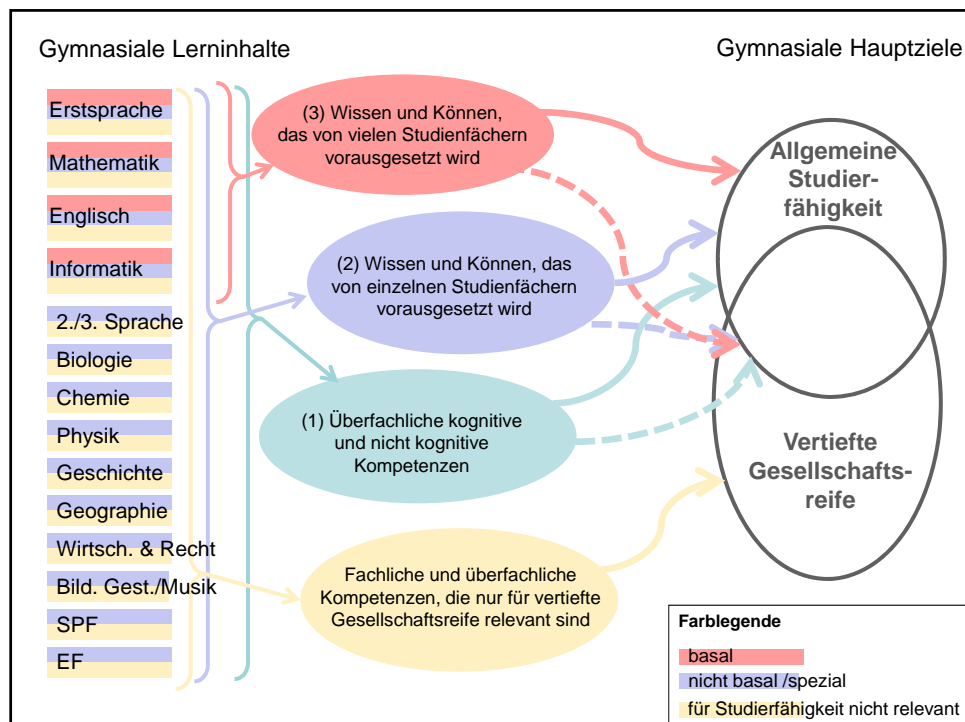 Gymnasiale Lerninhalte
Gymnasiale Hauptziele
Erstsprache
Mathematik
Englisch
Informatik
2./3. Sprache
Biologie
Chemie
Physik
Geschichte
Geographie
Wirtsch. & Recht
Bild. Gest./Musik
SPF
EF
(3) Wissen und Können,
das von vielen Studienfächern
vorausgesetzt wird
(2) Wissen und Können, das
von einzelnen Studienfächern
vorausgesetzt wird
(1) Überfachliche kognitive
und nicht kognitive
Kompetenzen
Fachliche und überfachliche
Kompetenzen, die nur für vertiefte
Gesellschaftsreife relevant sind
Allgemeine
Studier-
fähigkeit
Vertiefte
Gesellschafts-
reife
Farblegende
basal
nicht basal /spezial
für Studierfähigkeit nicht relevant